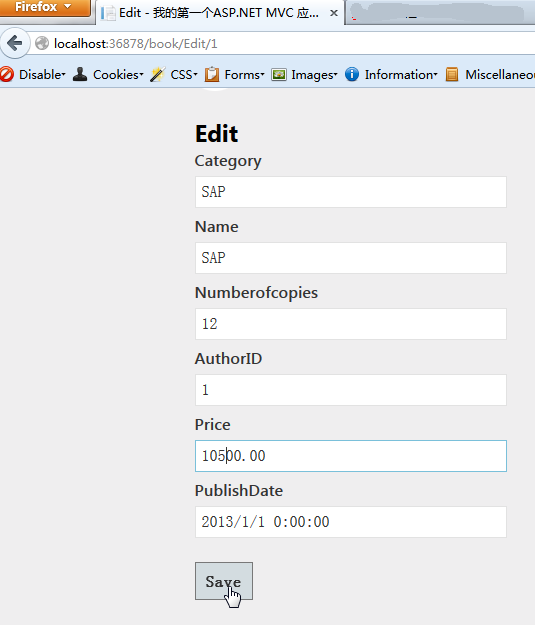 Firefox
Edit - 我的第一个ASP.NET MVC 应...
localhost:36878/book/Edit/1
Disable Cookies CSS Forms Images Information Miscellaneou
Edit
Category
SAP
Name
SAP
Numberofcopies
12
AuthorID
1
Price
10500.00
PublishDate
2013/1/1 0:00:00
Save